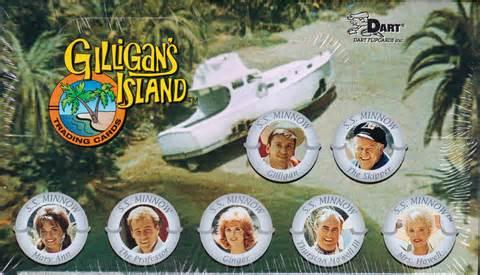 GILLIGAN'S
ISLAND
TRADING CARDS
DART®
DART FLIPCARDS INC.
S.S. MINNOW
Gilligan
S.S. MINNOW
The Skipper
S.S. MINNOW
Mary Ann
S.S. MINNOW
The Professor
S.S. MINNOW
Ginger
S.S. MINNOW
Thurston Howell III
S.S. MINNOW
Mrs. Howell